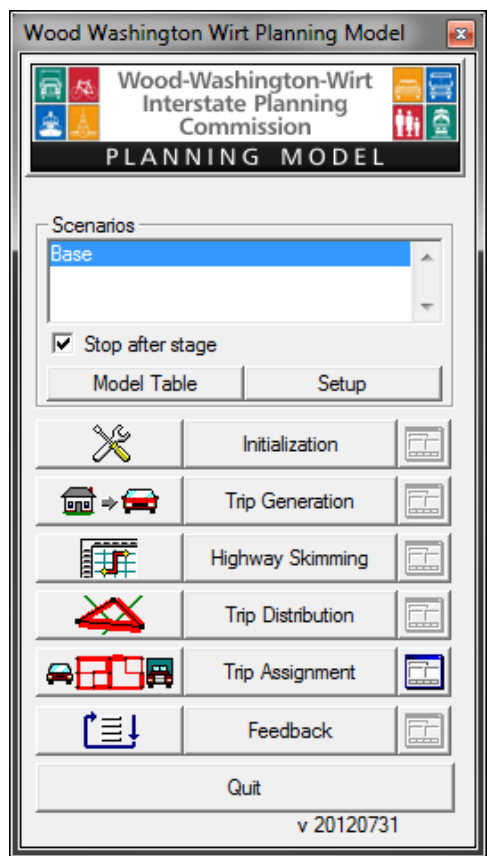 Wood Washington Wirt Planning Model
Wood-Washington-Wirt
Interstate Planning
Commission
PLANNING MODEL
Scenarios
Base
Stop after stage
Model Table
Setup
Initialization
Trip Generation
Highway Skimming
Trip Distribution
Trip Assignment
Feedback
Quit
v 20120731